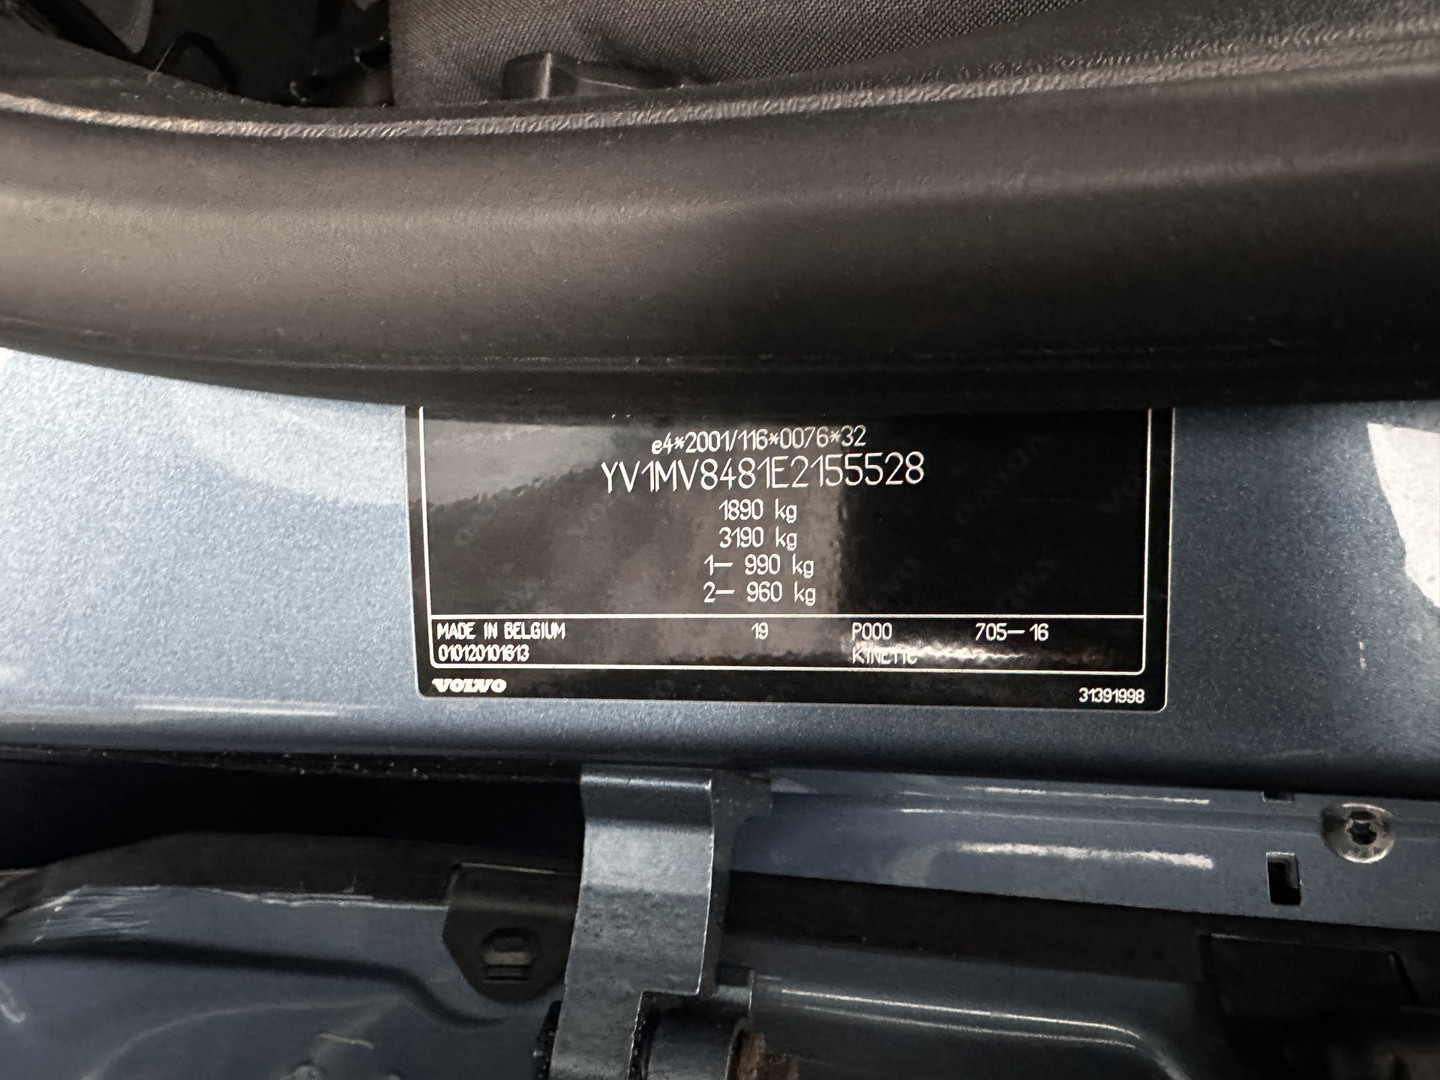 e4*2001/116*0076*32
YV1MV8481E2155528
1890 kg
3190 kg
1– 990 kg
2– 960 kg
MADE IN BELGIUM 19 P000 705–16
010120101613 KINETIC
VOLVO 31391998